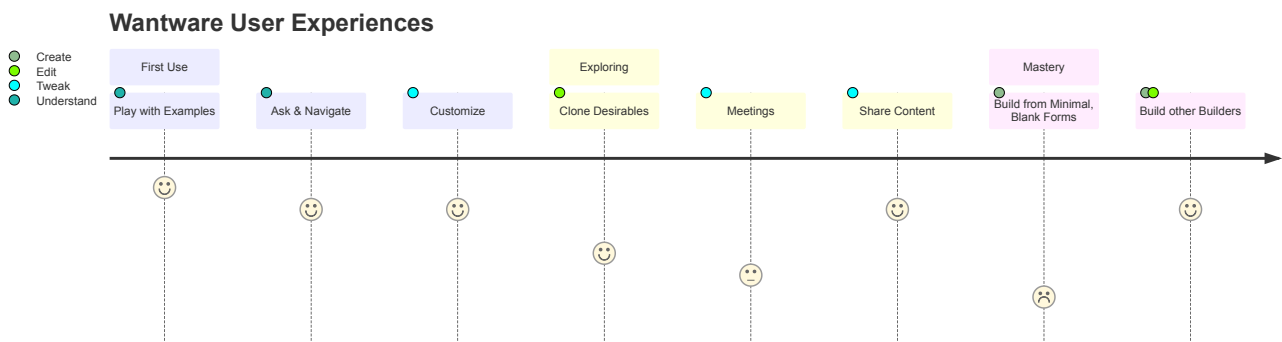 Wantware User Experiences
Create
Edit
Tweak
Understand
First Use
Exploring
Mastery
Play with Examples
Ask & Navigate
Customize
Clone Desirables
Meetings
Share Content
Build from Minimal,
Blank Forms
Build other Builders